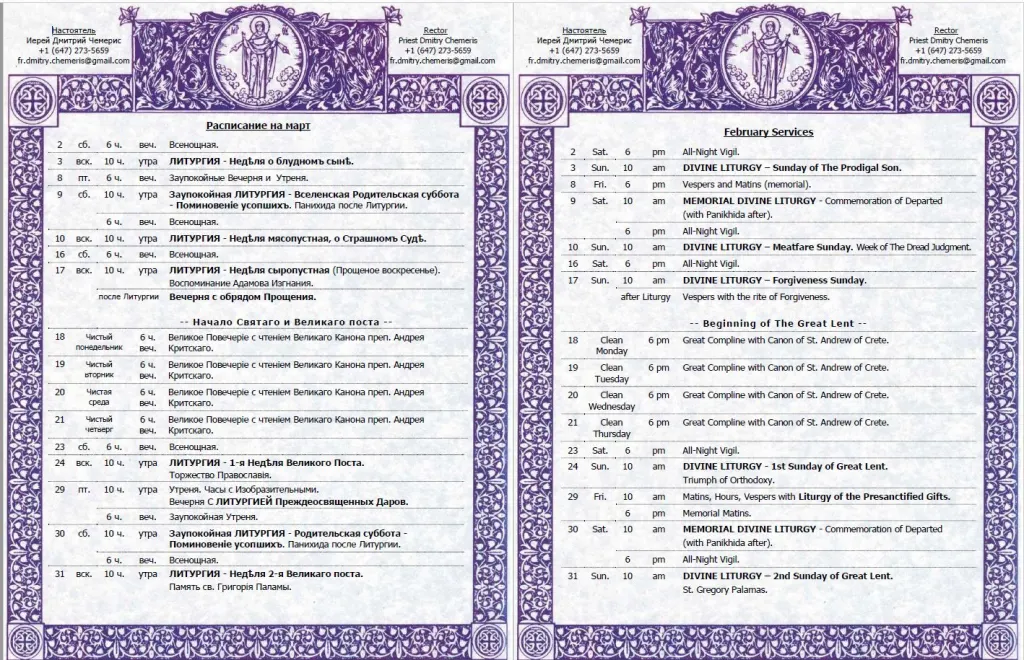 Настоятель
Иерей Дмитрий Чемерис
+1 (647) 273-5659
fr.dmitry.chemeris@gmail.com
Rector
Priest Dmitry Chemeris
+1 (647) 273-5659
fr.dmitry.chemeris@gmail.com
Расписание на март
2 сб. 6 ч. веч. Всенощная.
3 вск. 10 ч. утра ЛИТУРГИЯ - Недѣля о блудномъ сынѣ.
8 пт. 6 ч. веч. Заупокойные Вечерня и Утреня.
9 сб. 10 ч. утра Заупокойная ЛИТУРГИЯ - Вселенская Родительская суббота
- Поминовеніе усопшихъ. Панихида после Литургии.
6 ч. веч. Всенощная.
10 вск. 10 ч. утра ЛИТУРГИЯ - Недѣля мясопустная, о Страшномъ Судѣ.
16 сб. 6 ч. веч. Всенощная.
17 вск. 10 ч. утра ЛИТУРГИЯ - Недѣля сыропустная (Прощеное воскресенье).
Воспоминание Адамова Изгнания.
после Литургии Вечерня с обрядом Прощения.
-- Начало Святаго и Великаго поста --
18 Чистый понедельник 6 ч. веч. Великое Повечеріе с чтеніем Великаго Канона преп. Андрея
Критскаго.
19 Чистый вторник 6 ч. веч. Великое Повечеріе с чтеніем Великаго Канона преп. Андрея
Критскаго.
20 Чистая среда 6 ч. веч. Великое Повечеріе с чтеніем Великаго Канона преп. Андрея
Критскаго.
21 Чистый четверг 6 ч. веч. Великое Повечеріе с чтеніем Великаго Канона преп. Андрея
Критскаго.
23 сб. 6 ч. веч. Всенощная.
24 вск. 10 ч. утра ЛИТУРГИЯ - 1-я Недѣля Великого Поста.
Торжество Православія.
29 пт. 10 ч. утра Утреня. Часы с Изобразительными.
Вечерня С ЛИТУРГИЕЙ Преждеосвященных Даров.
6 ч. веч. Заупокойная Утреня.
30 сб. 10 ч. утра Заупокойная ЛИТУРГИЯ - Родительская суббота -
Поминовеніе усопшихъ. Панихида после Литургии.
6 ч. веч. Всенощная.
31 вск. 10 ч. утра ЛИТУРГИЯ - Недѣля 2-я Великаго поста.
Память св. Григорія Паламы.
Настоятель
Иерей Дмитрий Чемерис
+1 (647) 273-5659
fr.dmitry.chemeris@gmail.com
Rector
Priest Dmitry Chemeris
+1 (647) 273-5659
fr.dmitry.chemeris@gmail.com
February Services
2 Sat. 6 pm All-Night Vigil.
3 Sun. 10 am DIVINE LITURGY – Sunday of The Prodigal Son.
8 Fri. 6 pm Vespers and Matins (memorial).
9 Sat. 10 am MEMORIAL DIVINE LITURGY - Commemoration of Departed
(with Panikhida after).
6 pm All-Night Vigil.
10 Sun. 10 am DIVINE LITURGY – Meatfare Sunday. Week of The Dread Judgment.
16 Sat. 6 pm All-Night Vigil.
17 Sun. 10 am DIVINE LITURGY – Forgiveness Sunday.
after Liturgy Vespers with the rite of Forgiveness.
-- Beginning of The Great Lent --
18 Clean Monday 6 pm Great Compline with Canon of St. Andrew of Crete.
19 Clean Tuesday 6 pm Great Compline with Canon of St. Andrew of Crete.
20 Clean Wednesday 6 pm Great Compline with Canon of St. Andrew of Crete.
21 Clean Thursday 6 pm Great Compline with Canon of St. Andrew of Crete.
23 Sat. 6 pm All-Night Vigil.
24 Sun. 10 am DIVINE LITURGY - 1st Sunday of Great Lent.
Triumph of Orthodoxy.
29 Fri. 10 am Matins, Hours, Vespers with Liturgy of the Presanctified Gifts.
6 pm Memorial Matins.
30 Sat. 10 am MEMORIAL DIVINE LITURGY - Commemoration of Departed
(with Panikhida after).
6 pm All-Night Vigil.
31 Sun. 10 am DIVINE LITURGY – 2nd Sunday of Great Lent.
St. Gregory Palamas.